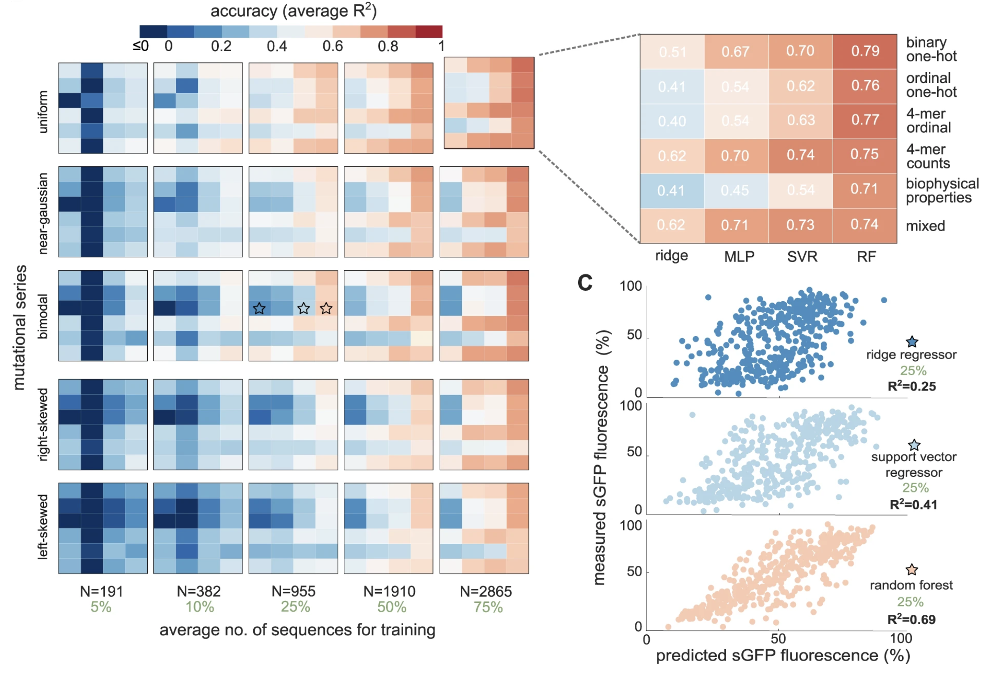 accuracy (average R²)
≤0 0 0.2 0.4 0.6 0.8 1
mutational series
uniform
near-gaussian
bimodal
right-skewed
left-skewed
N=191 N=382 N=955 N=1910 N=2865
5% 10% 25% 50% 75%
average no. of sequences for training
0.51 0.67 0.70 0.79 binary
one-hot
0.41 0.54 0.62 0.76 ordinal
one-hot
0.40 0.54 0.63 0.77 4-mer
ordinal
0.62 0.70 0.74 0.75 4-mer
counts
0.41 0.45 0.54 0.71 biophysical
properties
0.62 0.71 0.73 0.74 mixed
ridge MLP SVR RF
C
measured sGFP fluorescence (%)
100
50
0
ridge regressor
25%
R²=0.25
100
50
0
support vector
regressor
25%
R²=0.41
100
50
0
random forest
25%
R²=0.69
0 50 100
predicted sGFP fluorescence (%)